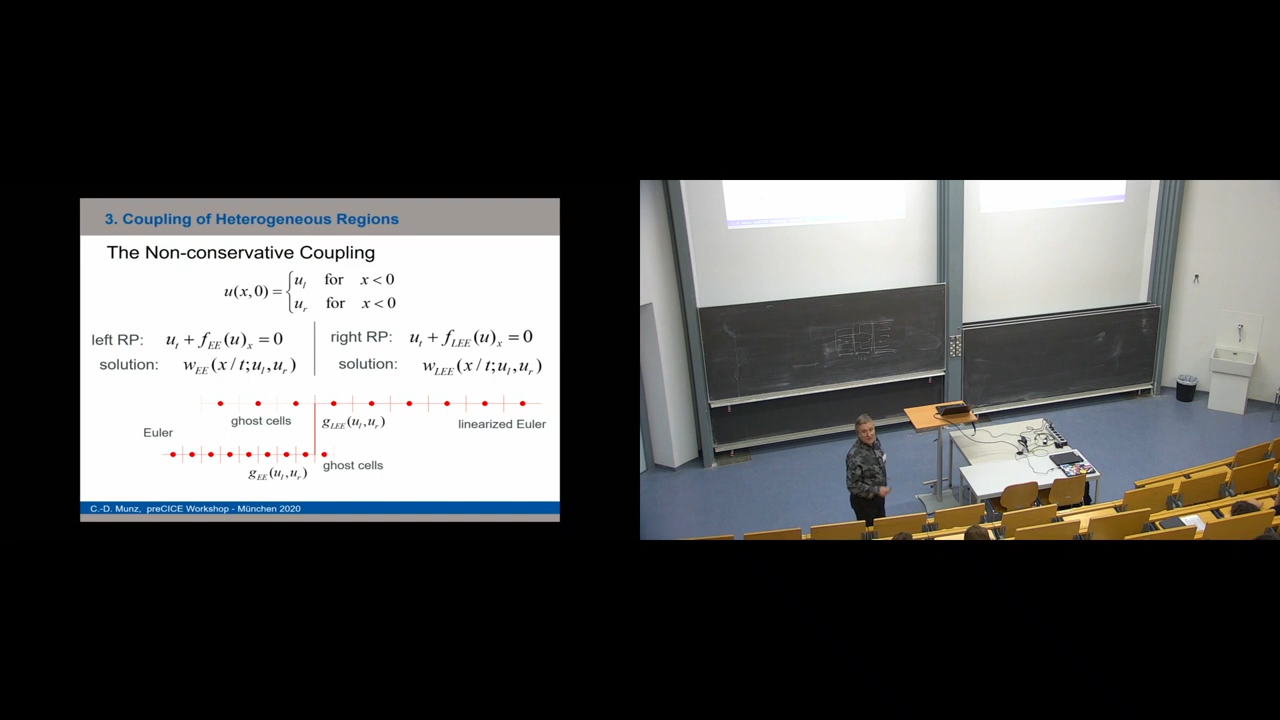 3. Coupling of Heterogeneous Regions
The Non-conservative Coupling
u(x,0) = { u_l for x < 0
u_r for x < 0
left RP: u_t + f_EE(u)_x = 0
right RP: u_t + f_LEE(u)_x = 0
solution: w_EE(x/t;u_l,u_r)
solution: w_LEE(x/t;u_l,u_r)
ghost cells
g_LEE(u_l,u_r)
linearized Euler
Euler
g_EE(u_l,u_r)
ghost cells
C.-D. Munz, preCICE Workshop - München 2020